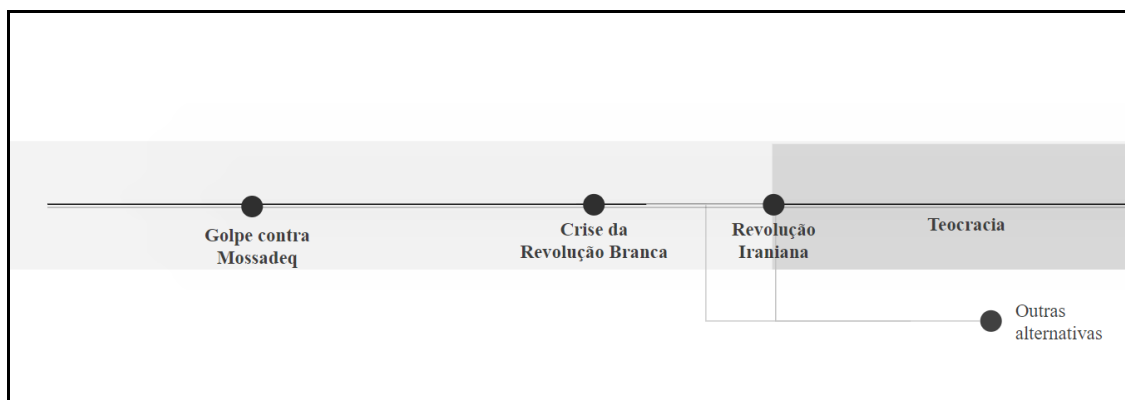 Golpe contra
Mossadeq
Crise da
Revolução Branca
Revolução
Iraniana
Teocracia
Outras
alternativas